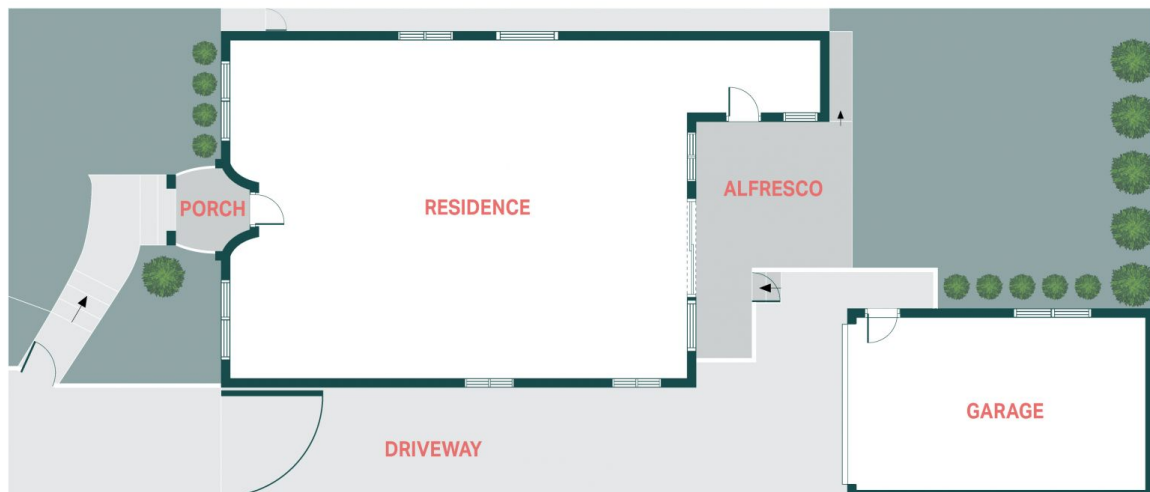 ALFRESCO
PORCH
RESIDENCE
GARAGE
DRIVEWAY